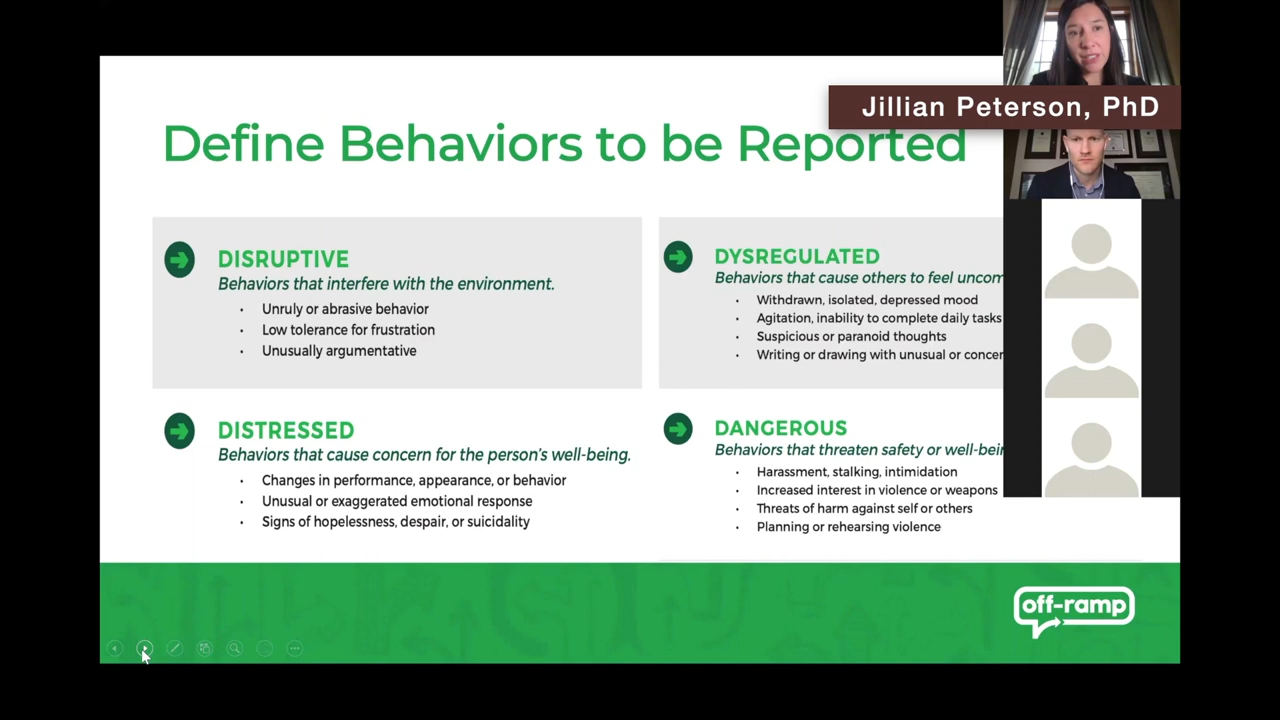 Jillian Peterson, PhD
Define Behaviors to be Reported
DISRUPTIVE
Behaviors that interfere with the environment.
• Unruly or abrasive behavior
• Low tolerance for frustration
• Unusually argumentative
DYSREGULATED
Behaviors that cause others to feel
• Withdrawn, isolated, depressed mood
• Agitation, inability to complete daily tasks
• Suspicious or paranoid thoughts
• Writing or drawing with unusual or
DISTRESSED
Behaviors that cause concern for the person's well-being.
• Changes in performance, appearance, or behavior
• Unusual or exaggerated emotional response
• Signs of hopelessness, despair, or suicidality
DANGEROUS
Behaviors that threaten safety or
• Harassment, stalking, intimidation
• Increased interest in violence or weapons
• Threats of harm against self or others
• Planning or rehearsing violence
off-ramp